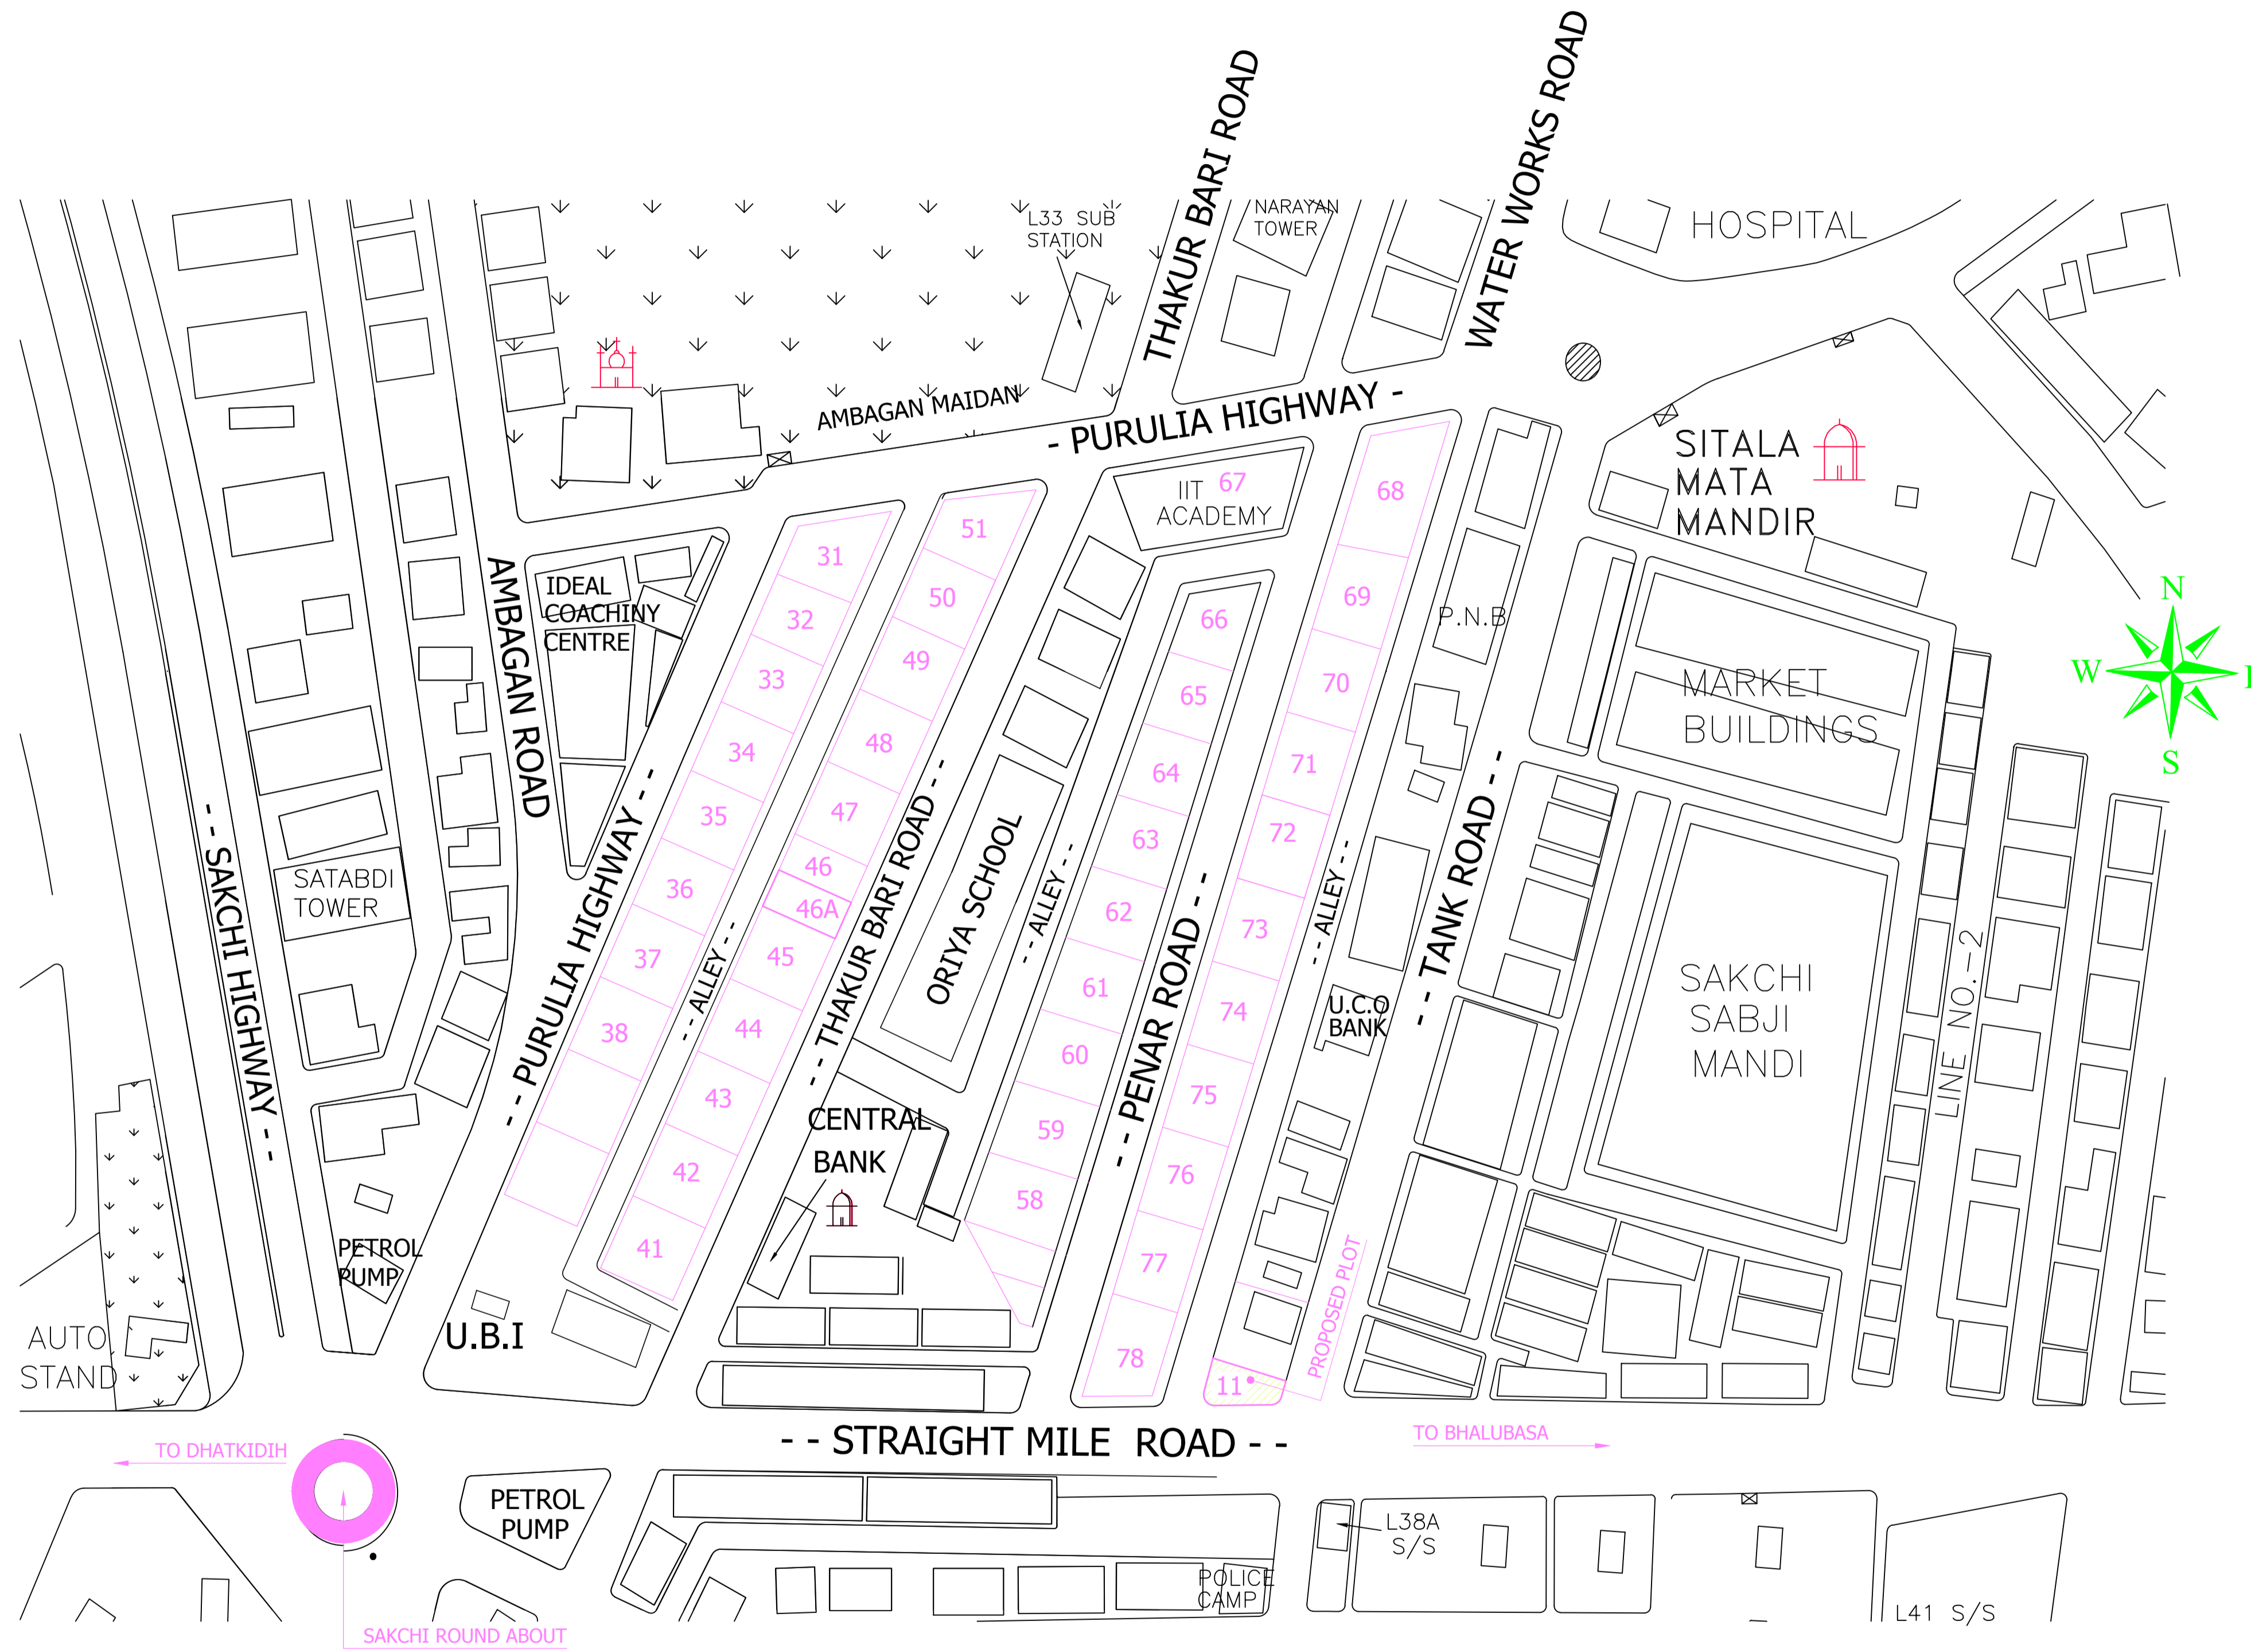 THAKUR BARI ROAD
WATER WORKS ROAD
L33 SUB
STATION
NARAYAN
TOWER
HOSPITAL
AMBAGAN MAIDAN
- PURULIA HIGHWAY -
SITALA
MATA
MANDIR
IIT
ACADEMY
67
68
31
51
IDEAL
COACHINY
CENTRE
AMBAGAN ROAD
32
50
66
69
P.N.B
N
W
S
33
49
65
70
MARKET
BUILDINGS
34
48
64
71
35
47
63
72
36
46
46A
62
73
SATABDI
TOWER
- - SAKCHI HIGHWAY - -
- - PURULIA HIGHWAY - -
- - ALLEY - -
- - THAKUR BARI ROAD - -
ORIYA SCHOOL
- - ALLEY - -
- - PENAR ROAD - -
- - ALLEY - -
- - TANK ROAD - -
37
45
61
74
U.C.O
BANK
SAKCHI
SABJI
MANDI
LINE NO.-2
38
44
60
75
43
59
76
CENTRAL
BANK
42
58
77
41
78
PETROL
PUMP
U.B.I
AUTO
STAND
11
PROPOSED PLOT
- - STRAIGHT MILE ROAD - -
TO BHALUBASA
TO DHATKIDIH
PETROL
PUMP
L38A
S/S
POLICE
CAMP
L41 S/S
SAKCHI ROUND ABOUT